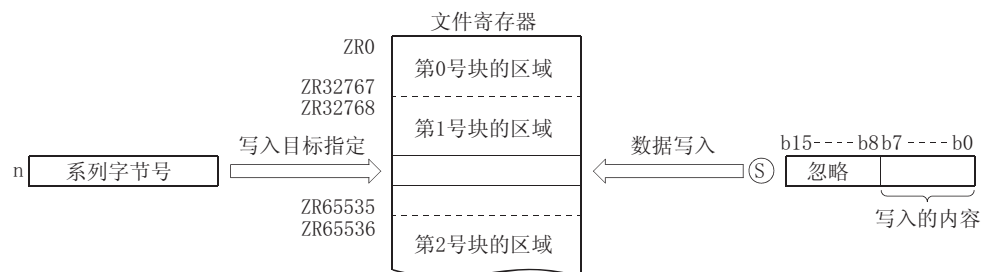 文件寄存器
ZR0
第0号块的区域
ZR32767
ZR32768
第1号块的区域
n
系列字节号
写入目标指定
数据写入
S
b15----b8b7----b0
忽略
写入的内容
ZR65535
ZR65536
第2号块的区域